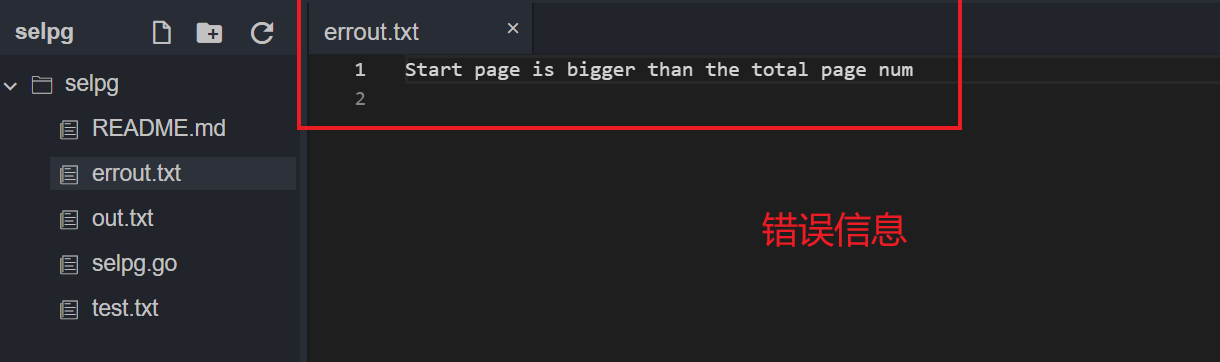 selpg
selpg
README.md
errout.txt
out.txt
selpg.go
test.txt
errout.txt ×
1 Start page is bigger than the total page num
2
错误信息